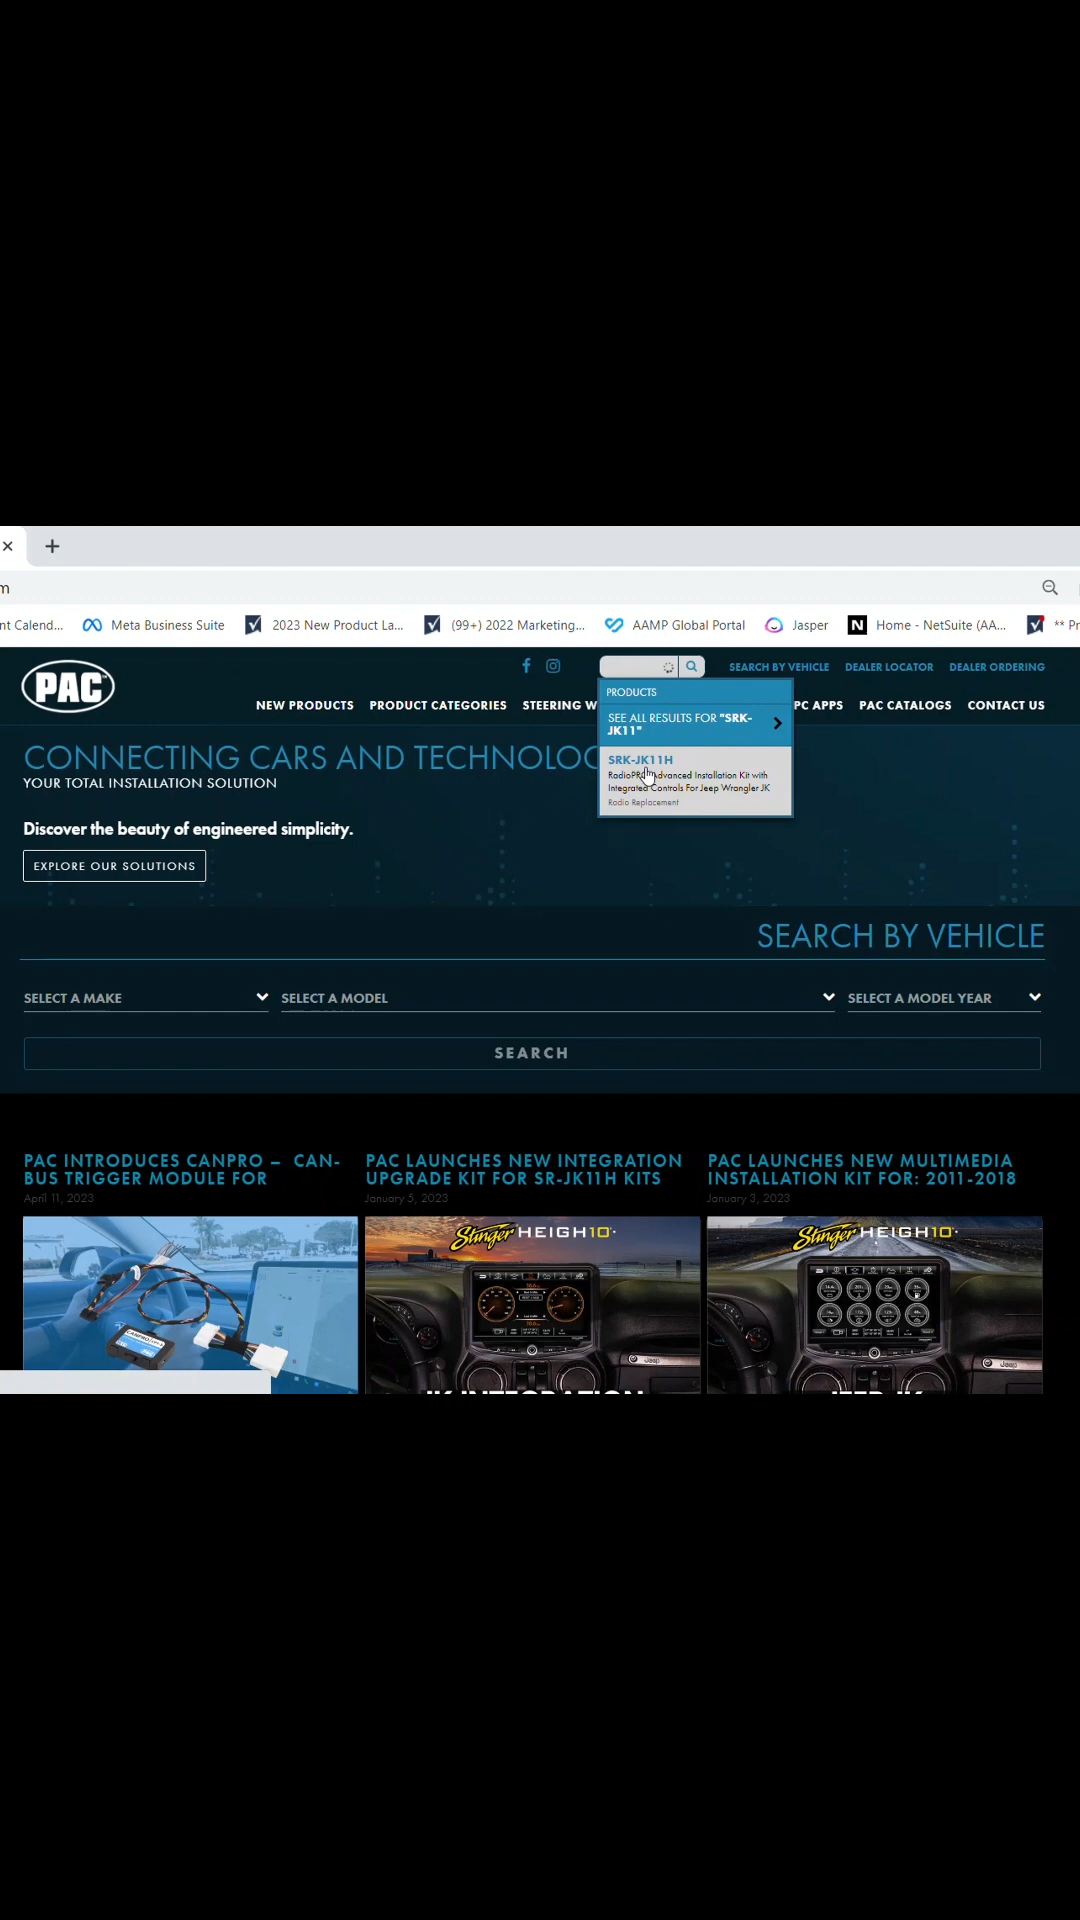 m
nt Calend...
Meta Business Suite
2023 New Product La...
(99+) 2022 Marketing...
AAMP Global Portal
Jasper
N
Home - NetSuite (AA...
** Pr
PAC
SEARCH BY VEHICLE
DEALER LOCATOR
DEALER ORDERING
NEW PRODUCTS
PRODUCT CATEGORIES
STEERING W
PC APPS
PAC CATALOGS
CONTACT US
PRODUCTS
SEE ALL RESULTS FOR "SRK-
JK11"
SRK-JK11H
RadioPRO Advanced Installation Kit with
Integrated Controls For Jeep Wrangler JK
Radio Replacement
CONNECTING CARS AND TECHNOLOG
YOUR TOTAL INSTALLATION SOLUTION
Discover the beauty of engineered simplicity.
EXPLORE OUR SOLUTIONS
SEARCH BY VEHICLE
SELECT A MAKE
SELECT A MODEL
SELECT A MODEL YEAR
SEARCH
PAC INTRODUCES CANPRO – CAN-
BUS TRIGGER MODULE FOR
April 11, 2023
PAC LAUNCHES NEW INTEGRATION
UPGRADE KIT FOR SR-JK11H KITS
January 5, 2023
PAC LAUNCHES NEW MULTIMEDIA
INSTALLATION KIT FOR: 2011-2018
January 3, 2023
Stinger HEIGH10
Stinger HEIGH10
Jeep
Jeep
JK INTEGRATION
JEEP JK